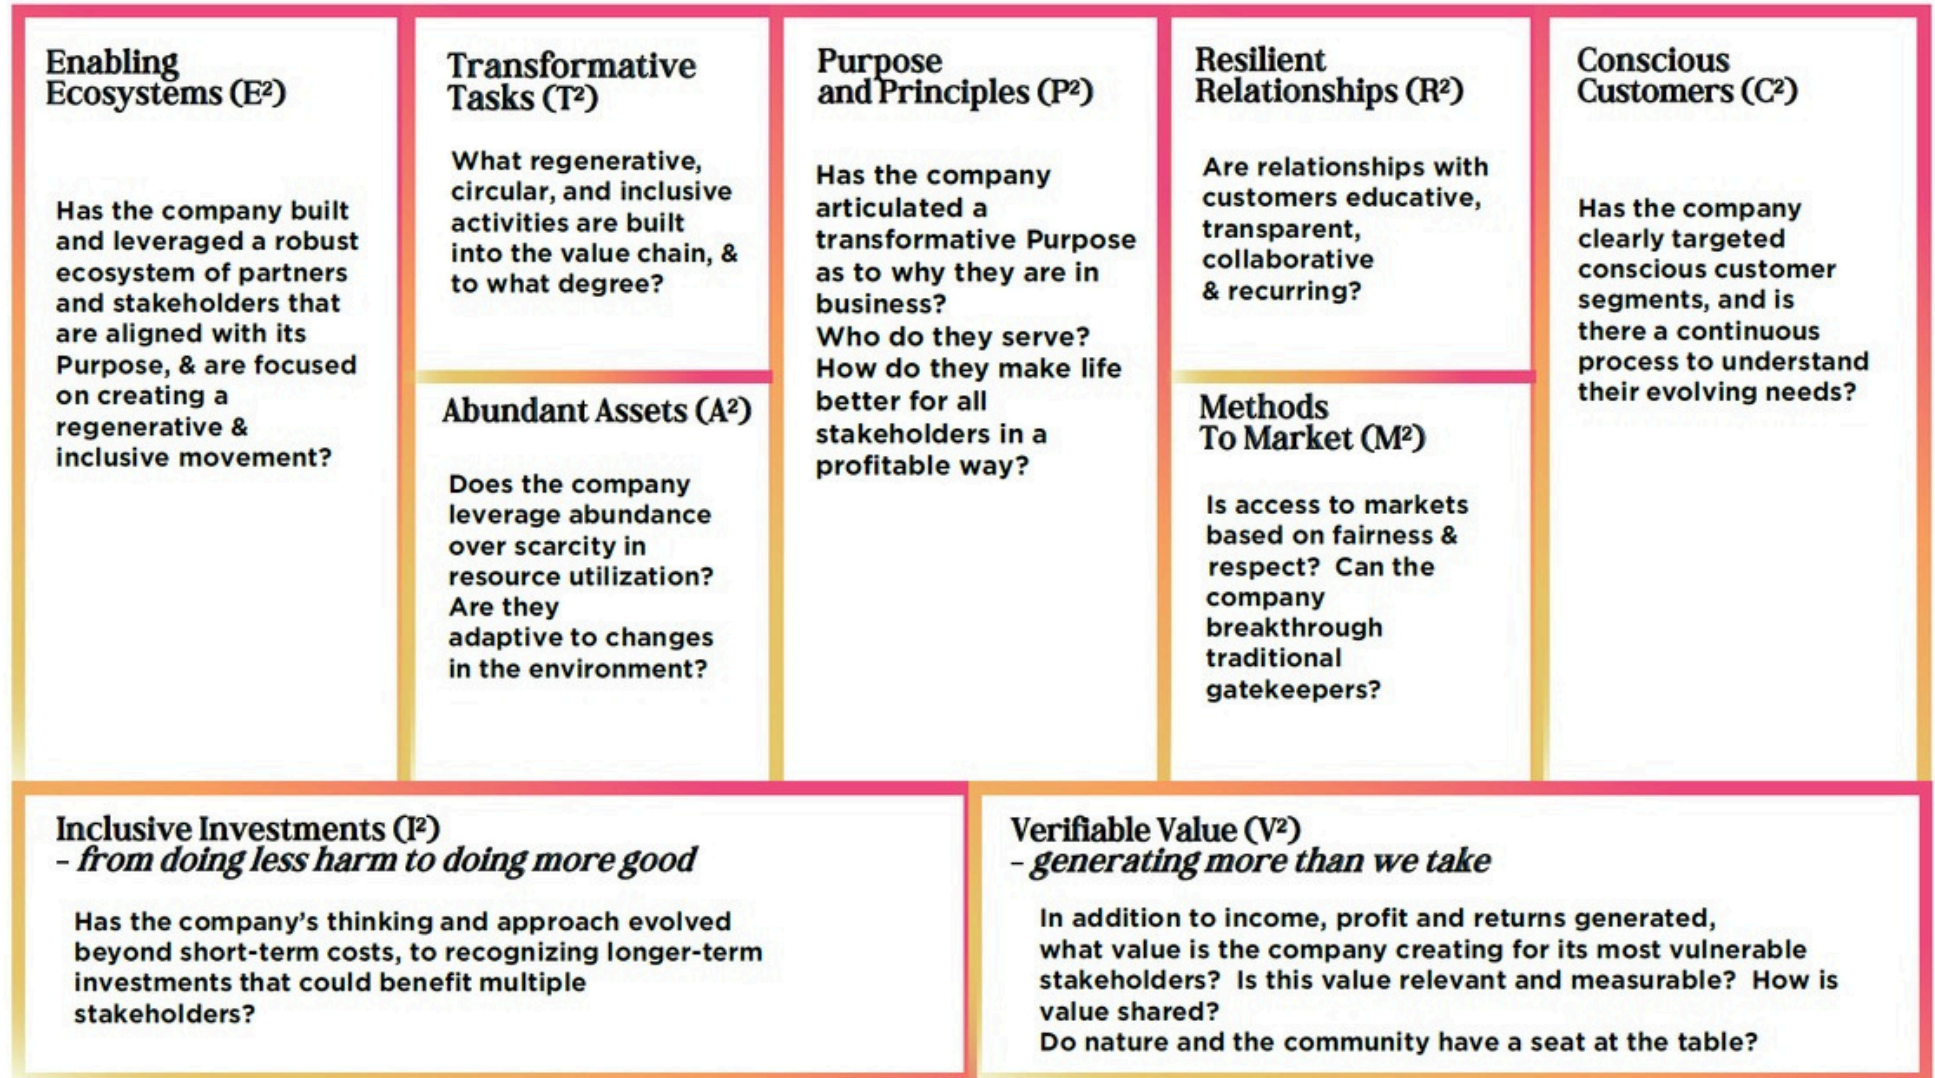 Enabling
Ecosystems (E²)
Has the company built
and leveraged a robust
ecosystem of partners
and stakeholders that
are aligned with its
Purpose, & are focused
on creating a
regenerative &
inclusive movement?
Transformative
Tasks (T²)
What regenerative,
circular, and inclusive
activities are built
into the value chain, &
to what degree?
Abundant Assets (A²)
Does the company
leverage abundance
over scarcity in
resource utilization?
Are they
adaptive to changes
in the environment?
Purpose
and Principles (P²)
Has the company
articulated a
transformative Purpose
as to why they are in
business?
Who do they serve?
How do they make life
better for all
stakeholders in a
profitable way?
Resilient
Relationships (R²)
Are relationships with
customers educative,
transparent,
collaborative
& recurring?
Methods
To Market (M²)
Is access to markets
based on fairness &
respect? Can the
company
breakthrough
traditional
gatekeepers?
Conscious
Customers (C²)
Has the company
clearly targeted
conscious customer
segments, and is
there a continuous
process to understand
their evolving needs?
Inclusive Investments (I²)
- from doing less harm to doing more good
Has the company's thinking and approach evolved
beyond short-term costs, to recognizing longer-term
investments that could benefit multiple
stakeholders?
Verifiable Value (V²)
- generating more than we take
In addition to income, profit and returns generated,
what value is the company creating for its most vulnerable
stakeholders? Is this value relevant and measurable? How is
value shared?
Do nature and the community have a seat at the table?